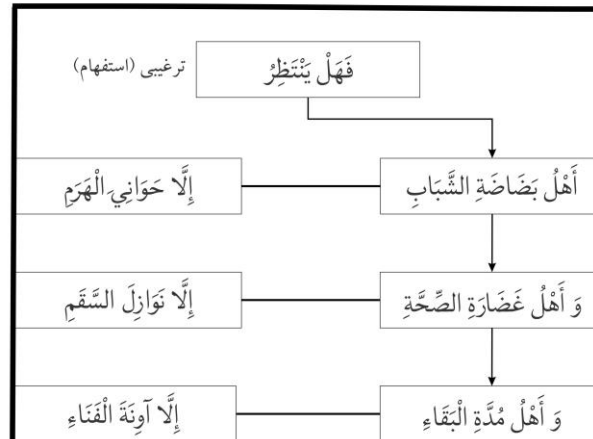 فَهَلْ يَنْتَظِرُ
ترغیبی (استفهام)
أَهْلُ بَضَاضَةِ الشَّبَابِ
إِلَّا حَوَانِيَ الْهَرَمِ
وَ أَهْلُ غَضَارَةِ الصِّحَّةِ
إِلَّا نَوَازِلَ السَّقَمِ
وَ أَهْلُ مُدَّةِ الْبَقَاءِ
إِلَّا آوِنَةَ الْفَنَاءِ